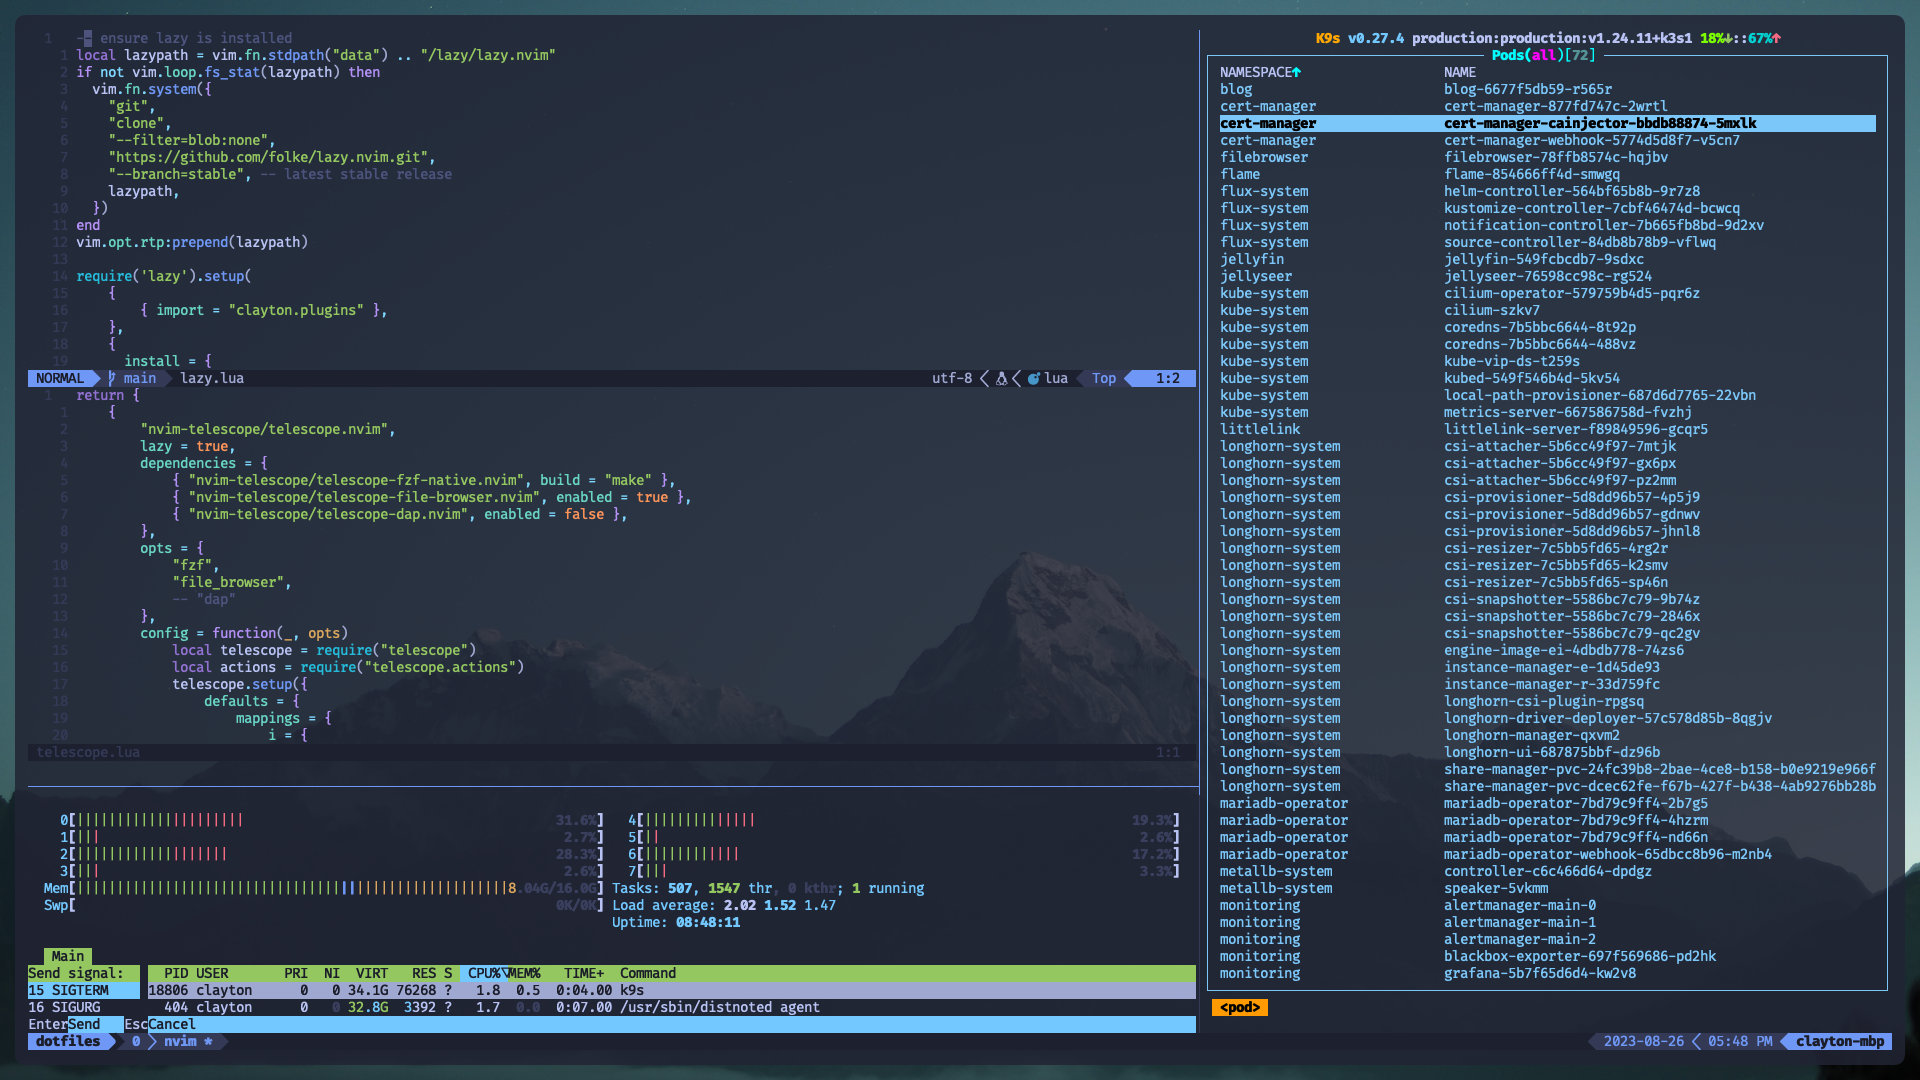 1 -- ensure lazy is installed
1 local lazypath = vim.fn.stdpath("data") .. "/lazy/lazy.nvim"
2 if not vim.loop.fs_stat(lazypath) then
3 vim.fn.system({
4 "git",
5 "clone",
6 "--filter=blob:none",
7 "https://github.com/folke/lazy.nvim.git",
8 "--branch=stable", -- latest stable release
9 lazypath,
10 })
11 end
12 vim.opt.rtp:prepend(lazypath)
13
14 require('lazy').setup(
15 {
16 { import = "clayton.plugins" },
17 },
18 {
19 install = {
NORMAL main lazy.lua utf-8 lua Top 1:2
1 return {
1 {
2 "nvim-telescope/telescope.nvim",
3 lazy = true,
4 dependencies = {
5 { "nvim-telescope/telescope-fzf-native.nvim", build = "make" },
6 { "nvim-telescope/telescope-file-browser.nvim", enabled = true },
7 { "nvim-telescope/telescope-dap.nvim", enabled = false },
8 },
9 opts = {
10 "fzf",
11 "file_browser",
12 -- "dap"
13 },
14 config = function(_, opts)
15 local telescope = require("telescope")
16 local actions = require("telescope.actions")
17 telescope.setup({
18 defaults = {
19 mappings = {
20 i = {
telescope.lua 1:1
0[ 31.6%] 4[ 19.3%]
1[ 2.7%] 5[ 2.6%]
2[ 28.3%] 6[ 17.2%]
3[ 2.6%] 7[ 3.3%]
Mem[ 8.04G/16.0G] Tasks: 507, 1547 thr, 0 kthr; 1 running
Swp[ 0K/0K] Load average: 2.02 1.52 1.47
Uptime: 08:48:11
Main
Send signal: PID USER PRI NI VIRT RES S CPU%▽MEM% TIME+ Command
15 SIGTERM 18806 clayton 0 0 34.1G 76268 ? 1.8 0.5 0:04.00 k9s
16 SIGURG 404 clayton 0 0 32.8G 3392 ? 1.7 0.0 0:07.00 /usr/sbin/distnoted agent
EnterSend EscCancel
dotfiles 0 nvim *
K9s v0.27.4 production:production:v1.24.11+k3s1 18%↓::67%↑
Pods(all)[72]
NAMESPACE↑ NAME
blog blog-6677f5db59-r565r
cert-manager cert-manager-877fd747c-2wrtl
cert-manager cert-manager-cainjector-bbdb88874-5mxlk
cert-manager cert-manager-webhook-5774d5d8f7-v5cn7
filebrowser filebrowser-78ffb8574c-hqjbv
flame flame-854666ff4d-smwgq
flux-system helm-controller-564bf65b8b-9r7z8
flux-system kustomize-controller-7cbf46474d-bcwcq
flux-system notification-controller-7b665fb8bd-9d2xv
flux-system source-controller-84db8b78b9-vflwq
jellyfin jellyfin-549fcbcdb7-9sdxc
jellyseer jellyseer-76598cc98c-rg524
kube-system cilium-operator-579759b4d5-pqr6z
kube-system cilium-szkv7
kube-system coredns-7b5bbc6644-8t92p
kube-system coredns-7b5bbc6644-488vz
kube-system kube-vip-ds-t259s
kube-system kubed-549f546b4d-5kv54
kube-system local-path-provisioner-687d6d7765-22vbn
kube-system metrics-server-667586758d-fvzhj
littlelink littlelink-server-f89849596-gcqr5
longhorn-system csi-attacher-5b6cc49f97-7mtjk
longhorn-system csi-attacher-5b6cc49f97-gx6px
longhorn-system csi-attacher-5b6cc49f97-pz2mm
longhorn-system csi-provisioner-5d8dd96b57-4p5j9
longhorn-system csi-provisioner-5d8dd96b57-gdnwv
longhorn-system csi-provisioner-5d8dd96b57-jhnl8
longhorn-system csi-resizer-7c5bb5fd65-4rg2r
longhorn-system csi-resizer-7c5bb5fd65-k2smv
longhorn-system csi-resizer-7c5bb5fd65-sp46n
longhorn-system csi-snapshotter-5586bc7c79-9b74z
longhorn-system csi-snapshotter-5586bc7c79-2846x
longhorn-system csi-snapshotter-5586bc7c79-qc2gv
longhorn-system engine-image-ei-4dbdb778-74zs6
longhorn-system instance-manager-e-1d45de93
longhorn-system instance-manager-r-33d759fc
longhorn-system longhorn-csi-plugin-rpgsq
longhorn-system longhorn-driver-deployer-57c578d85b-8qgjv
longhorn-system longhorn-manager-qxvm2
longhorn-system longhorn-ui-687875bbf-dz96b
longhorn-system share-manager-pvc-24fc39b8-2bae-4ce8-b158-b0e9219e966f
longhorn-system share-manager-pvc-dcec62fe-f67b-427f-b438-4ab9276bb28b
mariadb-operator mariadb-operator-7bd79c9ff4-2b7g5
mariadb-operator mariadb-operator-7bd79c9ff4-4hzrm
mariadb-operator mariadb-operator-7bd79c9ff4-nd66n
mariadb-operator mariadb-operator-webhook-65dbcc8b96-m2nb4
metallb-system controller-c6c466d64-dpdgz
metallb-system speaker-5vkmm
monitoring alertmanager-main-0
monitoring alertmanager-main-1
monitoring alertmanager-main-2
monitoring blackbox-exporter-697f569686-pd2hk
monitoring grafana-5b7f65d6d4-kw2v8
<pod>
2023-08-26 05:48 PM clayton-mbp